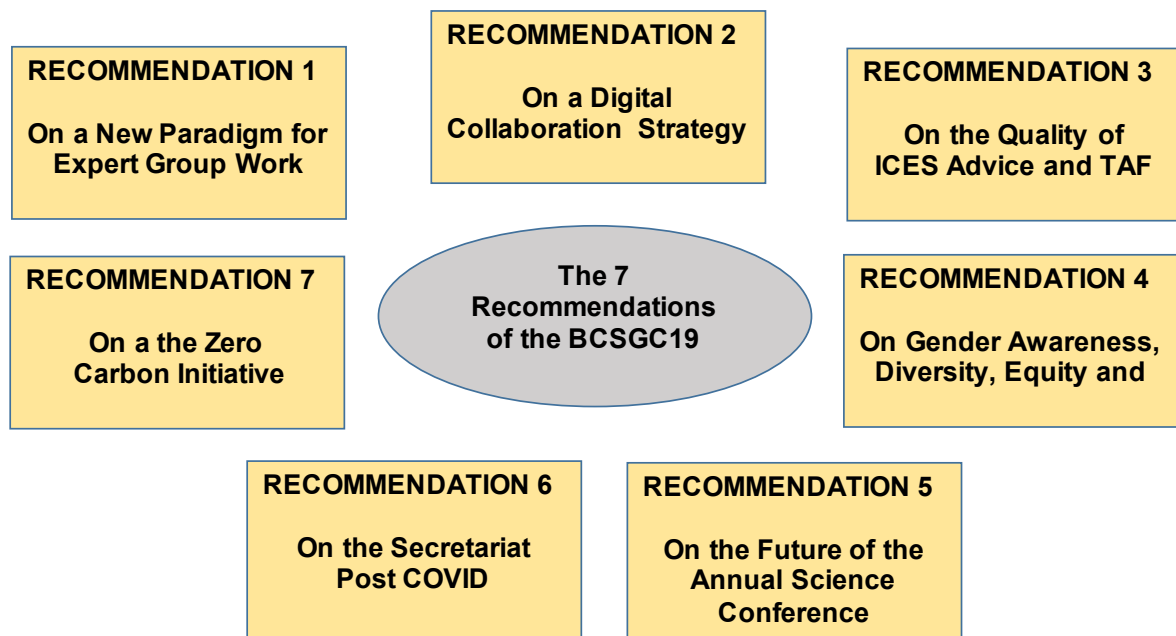 RECOMMENDATION 1
On a New Paradigm for
Expert Group Work
RECOMMENDATION 2
On a Digital
Collaboration Strategy
RECOMMENDATION 3
On the Quality of
ICES Advice and TAF
RECOMMENDATION 7
On a the Zero
Carbon Initiative
The 7
Recommendations
of the BCSGC19
RECOMMENDATION 4
On Gender Awareness,
Diversity, Equity and
RECOMMENDATION 6
On the Secretariat
Post COVID
RECOMMENDATION 5
On the Future of the
Annual Science
Conference